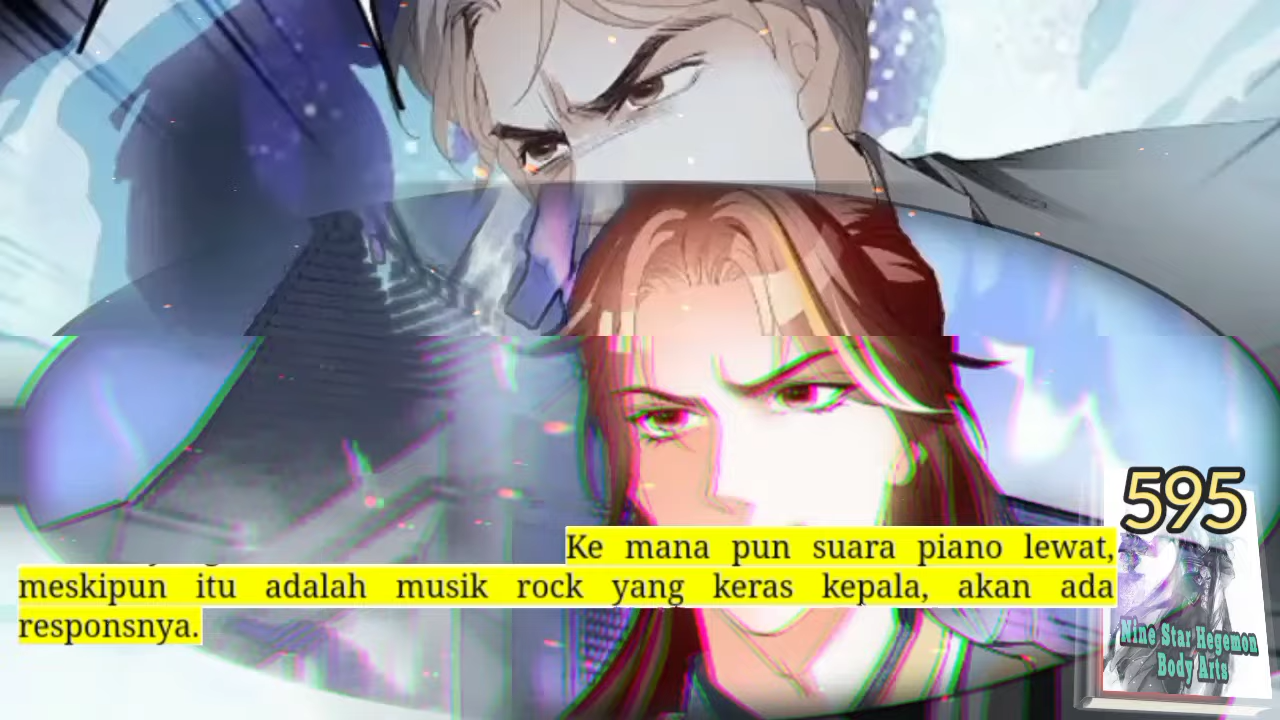 595
Ke mana pun suara piano lewat,
meskipun itu adalah musik rock yang keras kepala, akan ada
responsnya.
Nine Star Hegemon
Body Arts